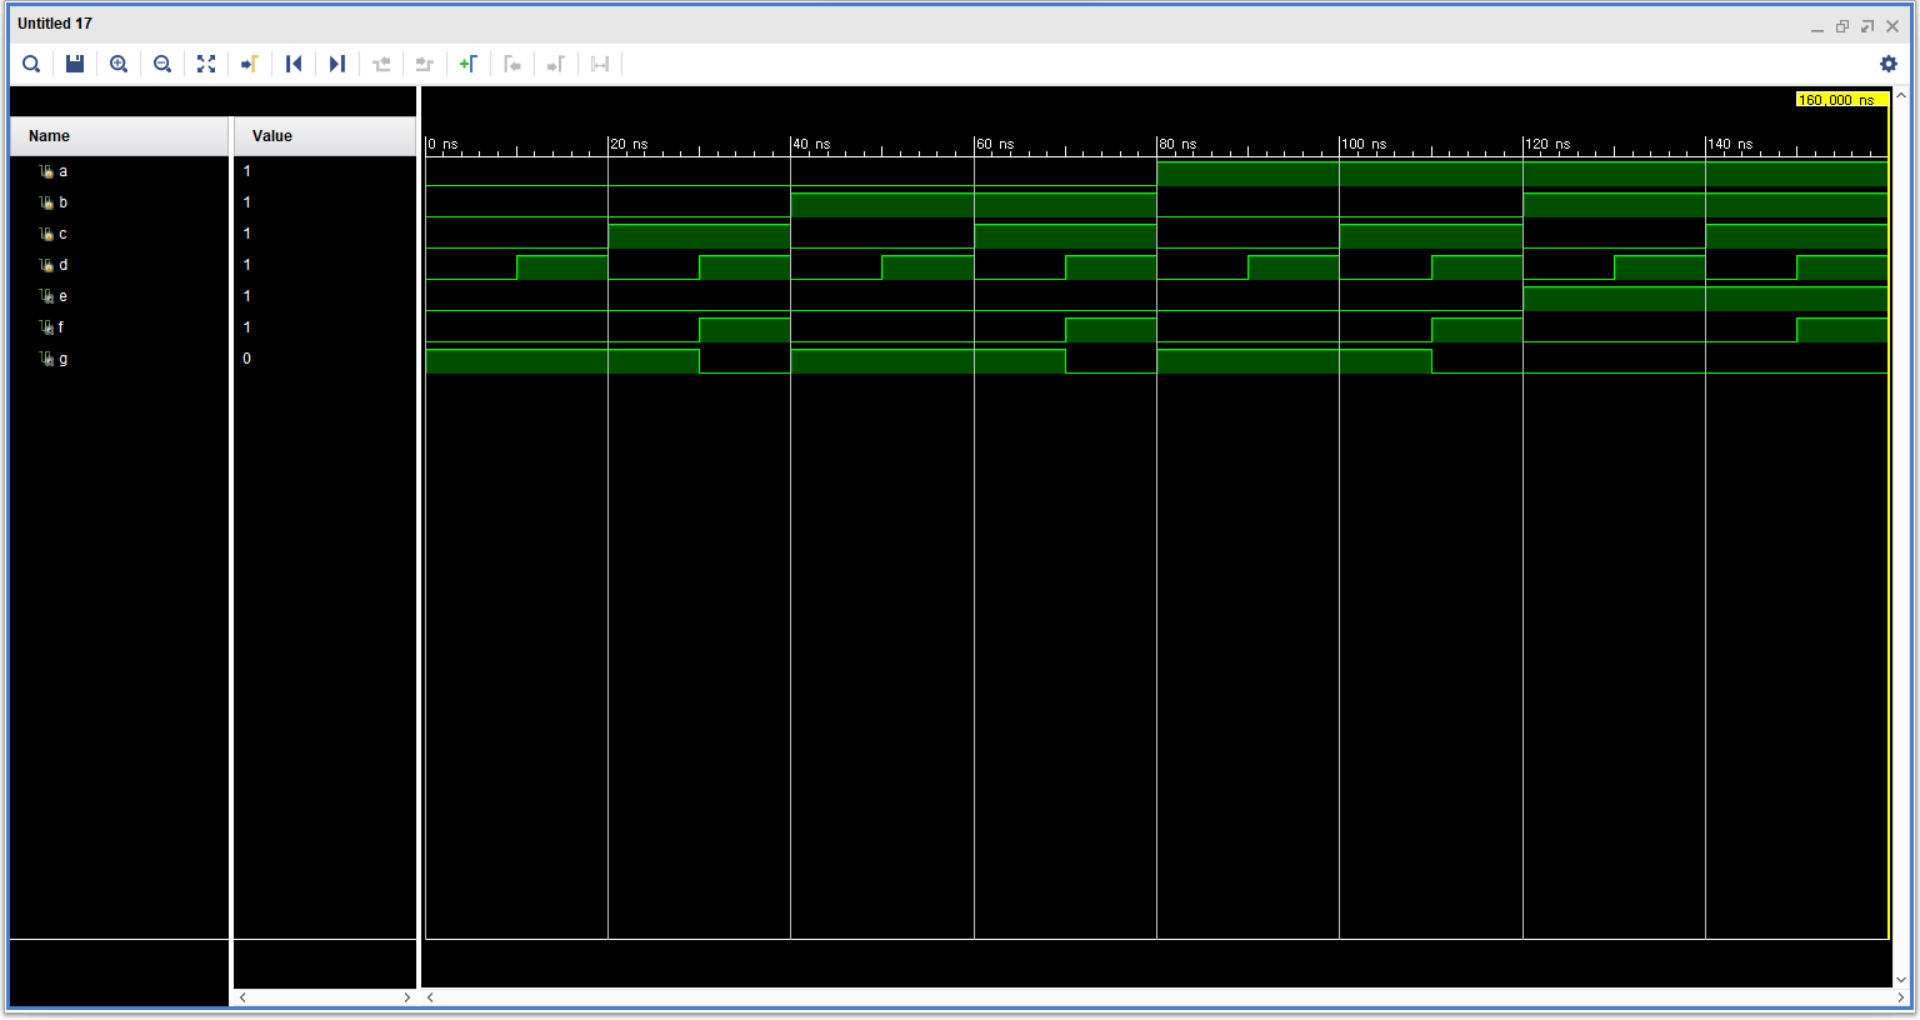 Untitled 17
160,000 ns
Name Value
0 ns 20 ns 40 ns 60 ns 80 ns 100 ns 120 ns 140 ns
a 1
b 1
c 1
d 1
e 1
f 1
g 0